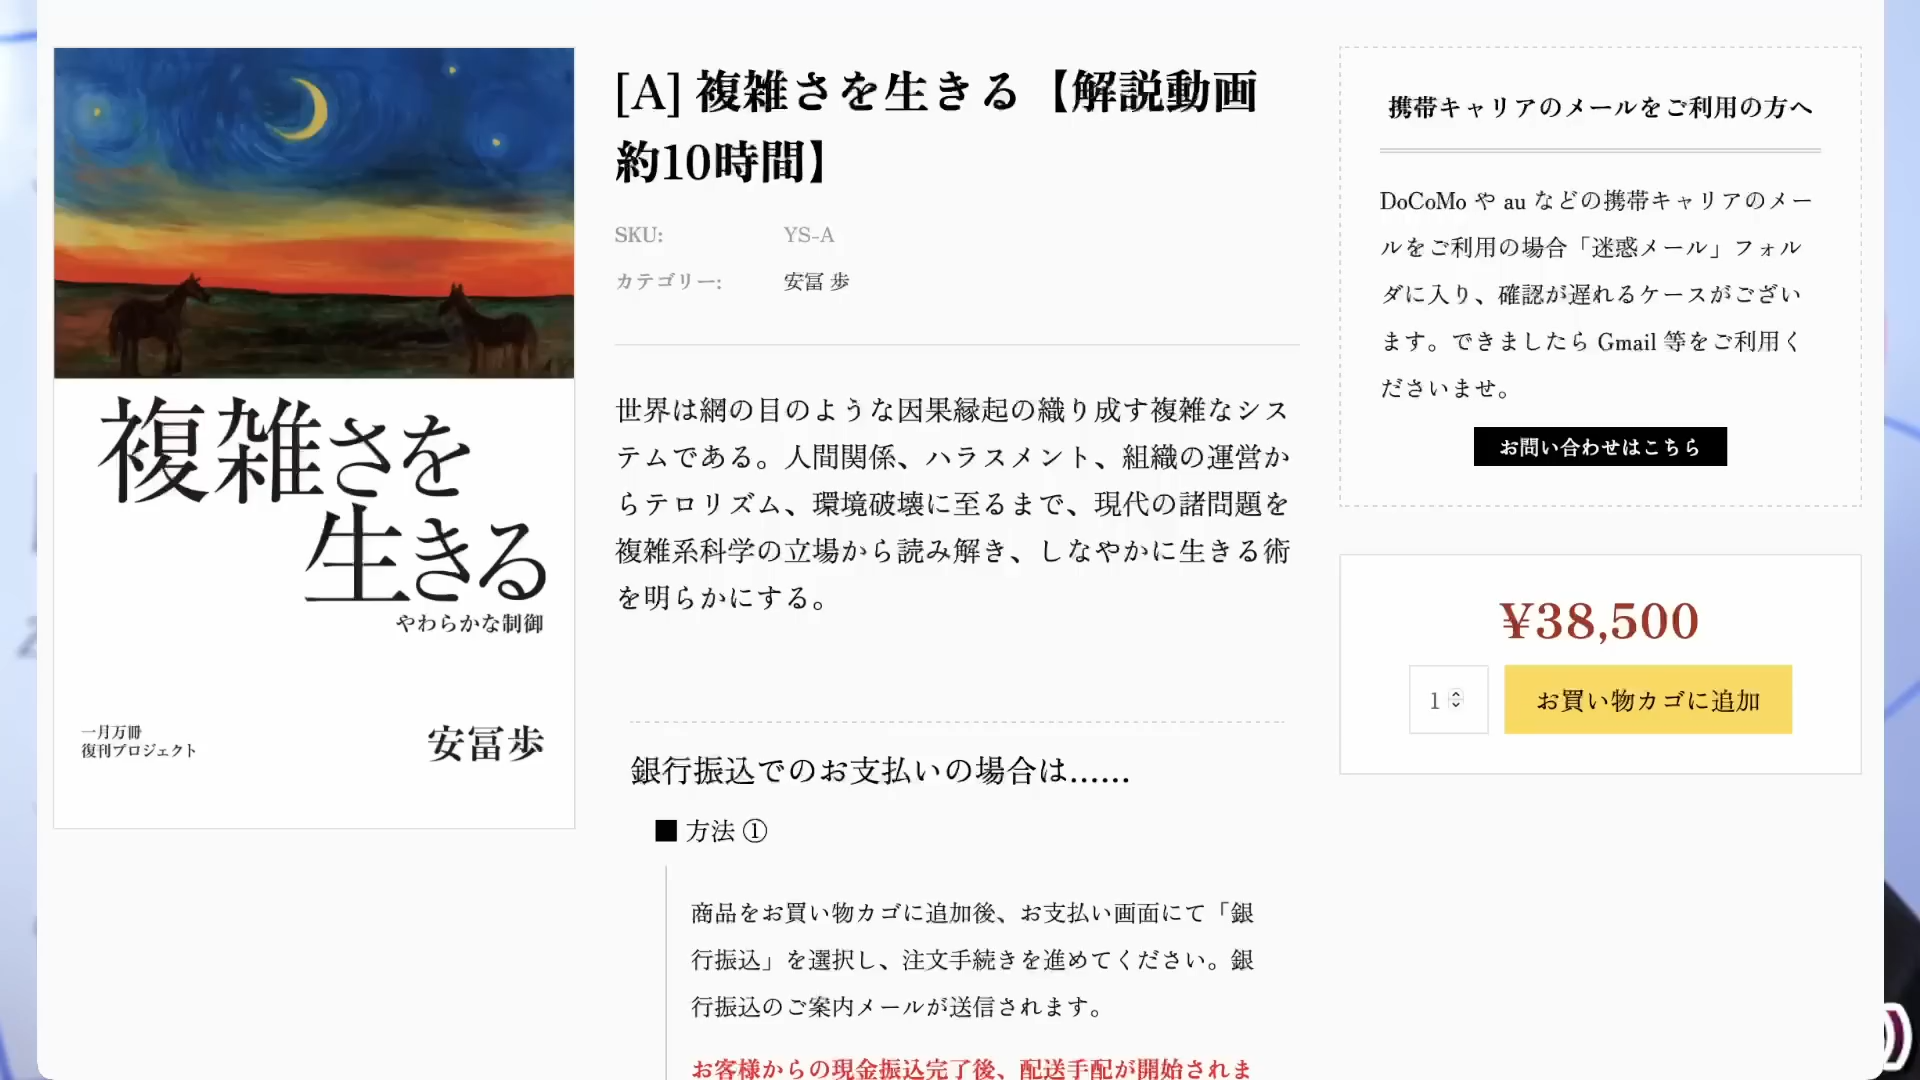 複雑さを
生きる
やわらかな制御
一月万冊
復刊プロジェクト
安冨歩
[A] 複雑さを生きる【解説動画
約10時間】
SKU: YS-A
カテゴリー: 安冨 歩
世界は網の目のような因果縁起の織り成す複雑なシス
テムである。人間関係、ハラスメント、組織の運営か
らテロリズム、環境破壊に至るまで、現代の諸問題を
複雑系科学の立場から読み解き、しなやかに生きる術
を明らかにする。
銀行振込でのお支払いの場合は……
■ 方法 ①
商品をお買い物カゴに追加後、お支払い画面にて「銀
行振込」を選択し、注文手続きを進めてください。銀
行振込のご案内メールが送信されます。
お客様からの現金振込完了後、配送手配が開始されま
携帯キャリアのメールをご利用の方へ
DoCoMo や au などの携帯キャリアのメー
ルをご利用の場合「迷惑メール」フォル
ダに入り、確認が遅れるケースがござい
ます。できましたら Gmail 等をご利用く
ださいませ。
お問い合わせはこちら
¥38,500
1
お買い物カゴに追加